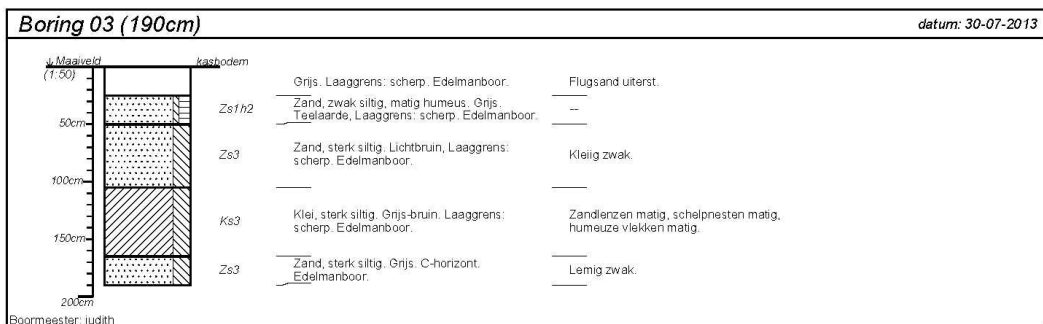 Boring 03 (190cm)
datum: 30-07-2013
↓ Maaiveld
kasbodem
(1:50)
Grijs. Laaggrens: scherp. Edelmanboor.
Flugsand uiterst.
Zs1h2
Zand, zwak siltig, matig humeus. Grijs.
Teelaarde, Laaggrens: scherp. Edelmanboor.
--
50cm
Zs3
Zand, sterk siltig. Lichtbruin, Laaggrens:
scherp. Edelmanboor.
Kleiig zwak.
100cm
Ks3
Klei, sterk siltig. Grijs-bruin. Laaggrens:
scherp. Edelmanboor.
Zandlenzen matig, schelpnesten matig,
humeuze vlekken matig.
150cm
Zs3
Zand, sterk siltig. Grijs. C-horizont.
Edelmanboor.
Lemig zwak.
200cm
Boormeester: judith